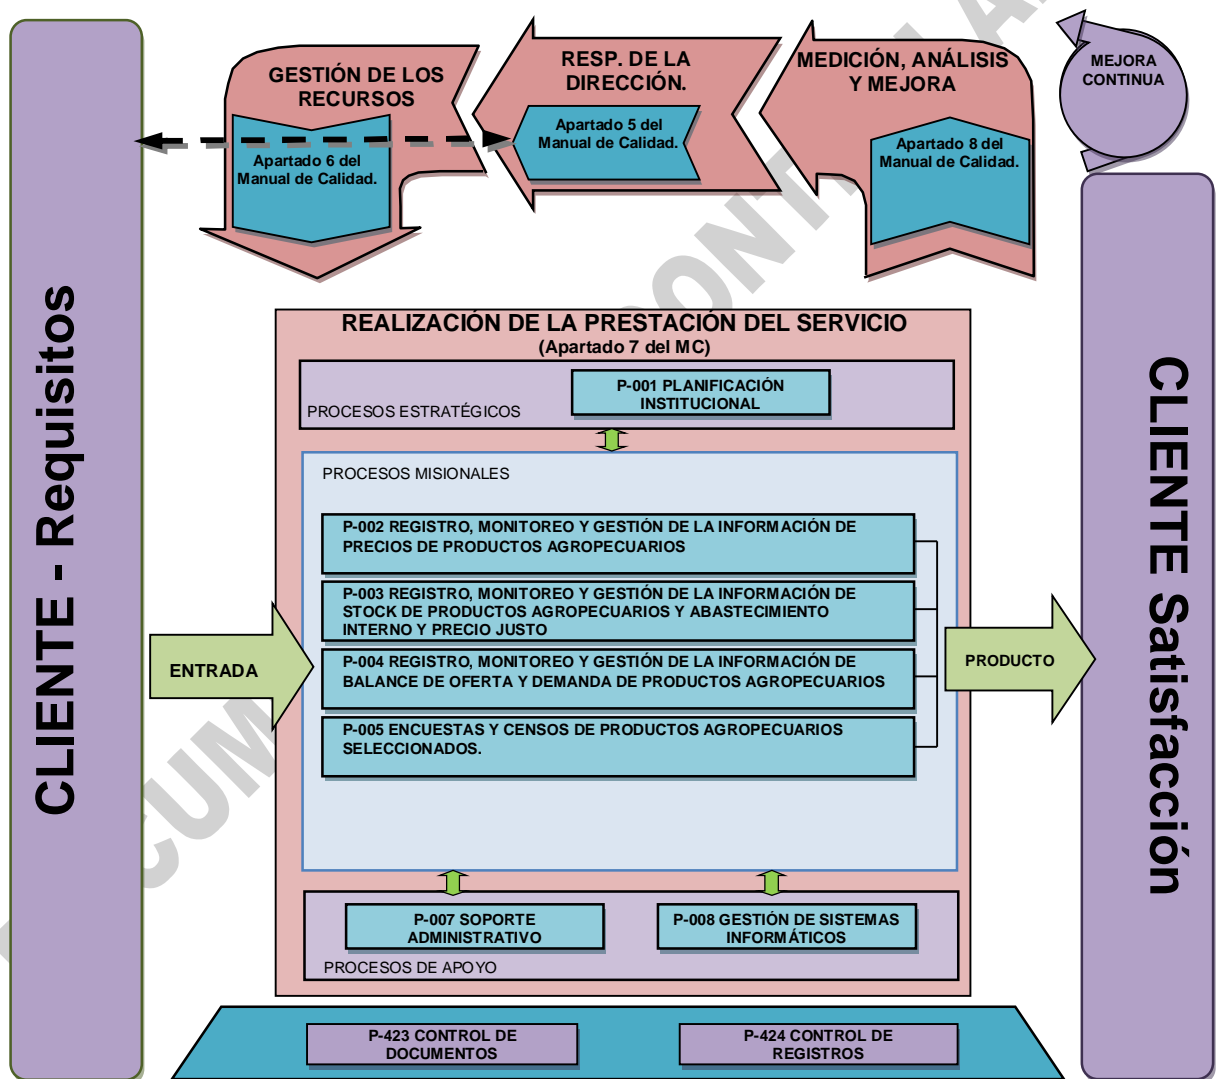 GESTIÓN DE LOS
RECURSOS
Apartado 6 del
Manual de Calidad.
RESP. DE LA
DIRECCIÓN.
Apartado 5 del
Manual de Calidad.
MEDICIÓN, ANÁLISIS
Y MEJORA
Apartado 8 del
Manual de Calidad.
MEJORA
CONTINUA
CLIENTE - Requisitos
REALIZACIÓN DE LA PRESTACIÓN DEL SERVICIO
(Apartado 7 del MC)
PROCESOS ESTRATÉGICOS
P-001 PLANIFICACIÓN
INSTITUCIONAL
PROCESOS MISIONALES
P-002 REGISTRO, MONITOREO Y GESTIÓN DE LA INFORMACIÓN DE
PRECIOS DE PRODUCTOS AGROPECUARIOS
P-003 REGISTRO, MONITOREO Y GESTIÓN DE LA INFORMACIÓN DE
STOCK DE PRODUCTOS AGROPECUARIOS Y ABASTECIMIENTO
INTERNO Y PRECIO JUSTO
P-004 REGISTRO, MONITOREO Y GESTIÓN DE LA INFORMACIÓN DE
BALANCE DE OFERTA Y DEMANDA DE PRODUCTOS AGROPECUARIOS
P-005 ENCUESTAS Y CENSOS DE PRODUCTOS AGROPECUARIOS
SELECCIONADOS.
ENTRADA
PRODUCTO
P-007 SOPORTE
ADMINISTRATIVO
P-008 GESTIÓN DE SISTEMAS
INFORMÁTICOS
PROCESOS DE APOYO
P-423 CONTROL DE
DOCUMENTOS
P-424 CONTROL DE
REGISTROS
CLIENTE Satisfacción